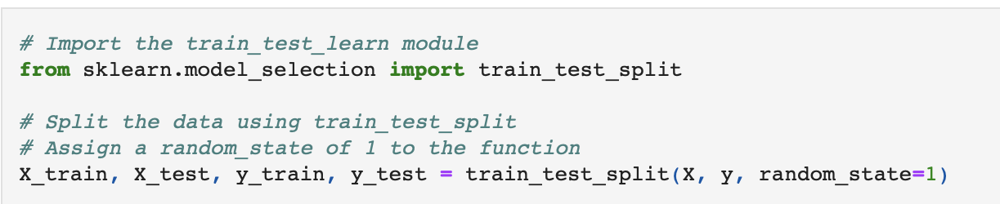 # Import the train_test_learn module
from sklearn.model_selection import train_test_split
# Split the data using train_test_split
# Assign a random_state of 1 to the function
X_train, X_test, y_train, y_test = train_test_split(X, y, random_state=1)